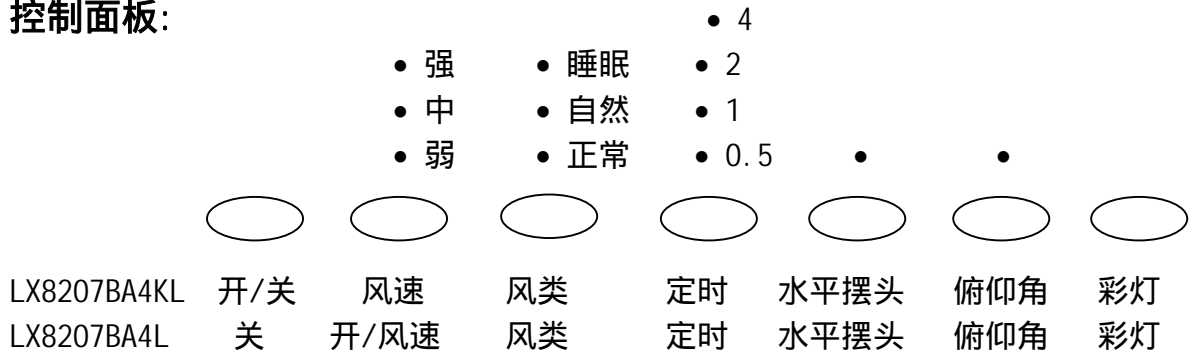 控制面板:
• 4
• 强 • 睡眠 • 2
• 中 • 自然 • 1
• 弱 • 正常 • 0.5 • •
LX8207BA4KL 开/关 风速 风类 定时 水平摆头 俯仰角 彩灯
LX8207BA4L 关 开/风速 风类 定时 水平摆头 俯仰角 彩灯